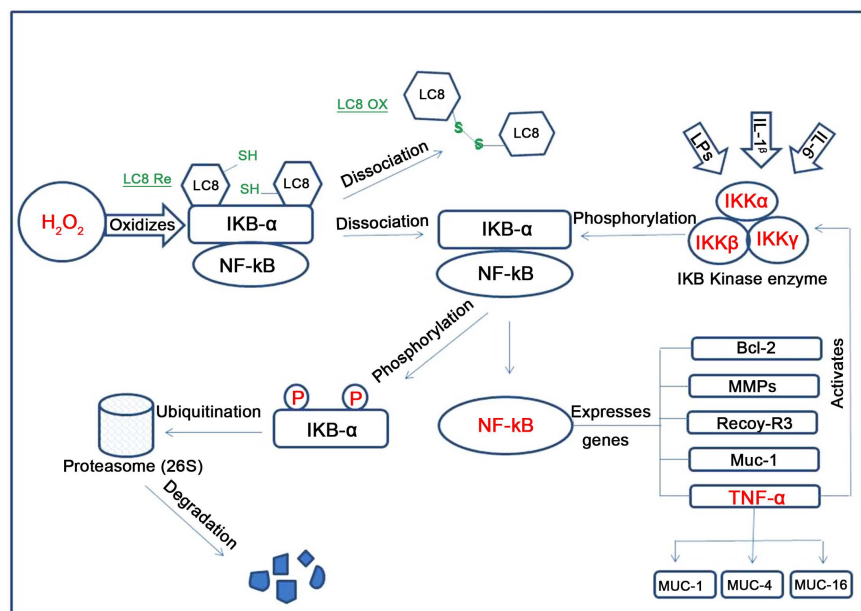 LC8 OX
LC8
S
S
LC8
LPs
IL-1β
IL-6
SH
LC8 Re
LC8
SH
LC8
Dissociation
H2O2
Oxidizes
IKB-α
NF-kB
Dissociation
IKB-α
NF-kB
Phosphorylation
IKKα
IKKβ
IKKγ
IKB Kinase enzyme
Phosphorylation
P
P
IKB-α
Ubiquitination
Proteasome (26S)
Degradation
NF-kB
Expresses
genes
Bcl-2
MMPs
Recoy-R3
Muc-1
TNF-α
Activates
MUC-1
MUC-4
MUC-16